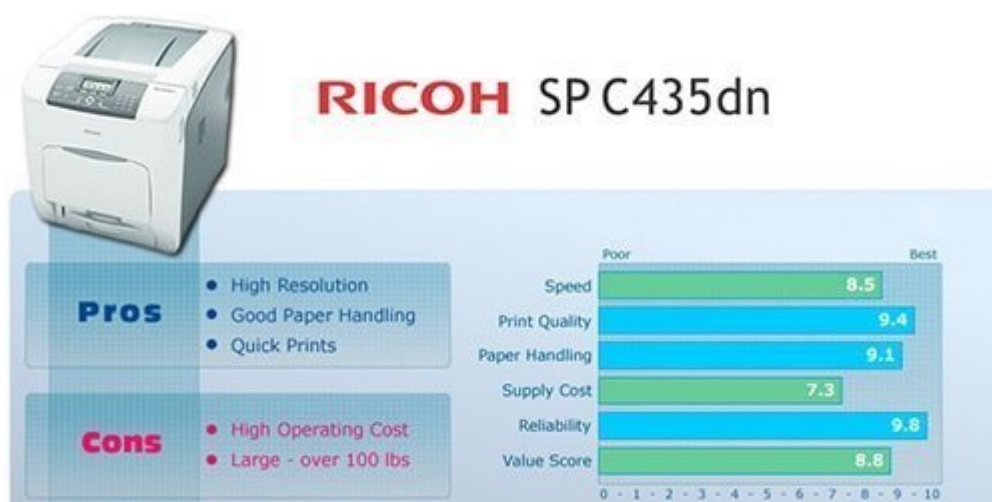 RICOH SP C435dn
Pros
High Resolution
Good Paper Handling
Quick Prints
Cons
High Operating Cost
Large - over 100 lbs
Poor Best
Speed 8.5
Print Quality 9.4
Paper Handling 9.1
Supply Cost 7.3
Reliability 9.8
Value Score 8.8
0 - 1 - 2 - 3 - 4 - 5 - 6 - 7 - 8 - 9 - 10